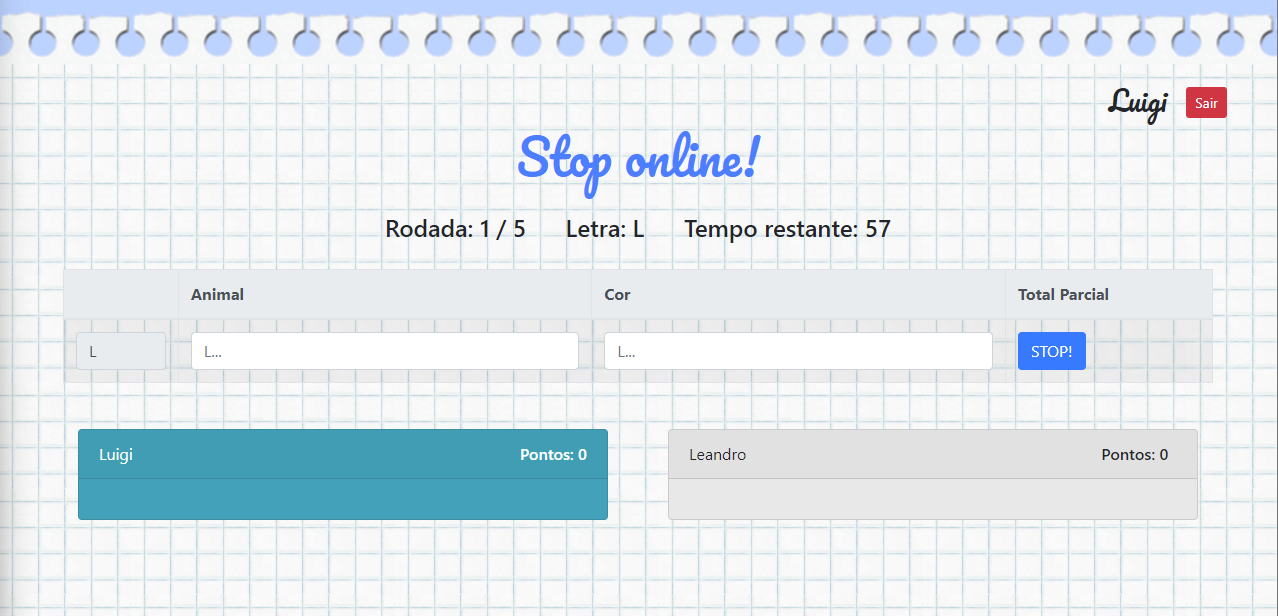 Luigi Sair
Stop online!
Rodada: 1 / 5 Letra: L Tempo restante: 57
Animal Cor Total Parcial
L L... L... STOP!
Luigi Pontos: 0 Leandro Pontos: 0